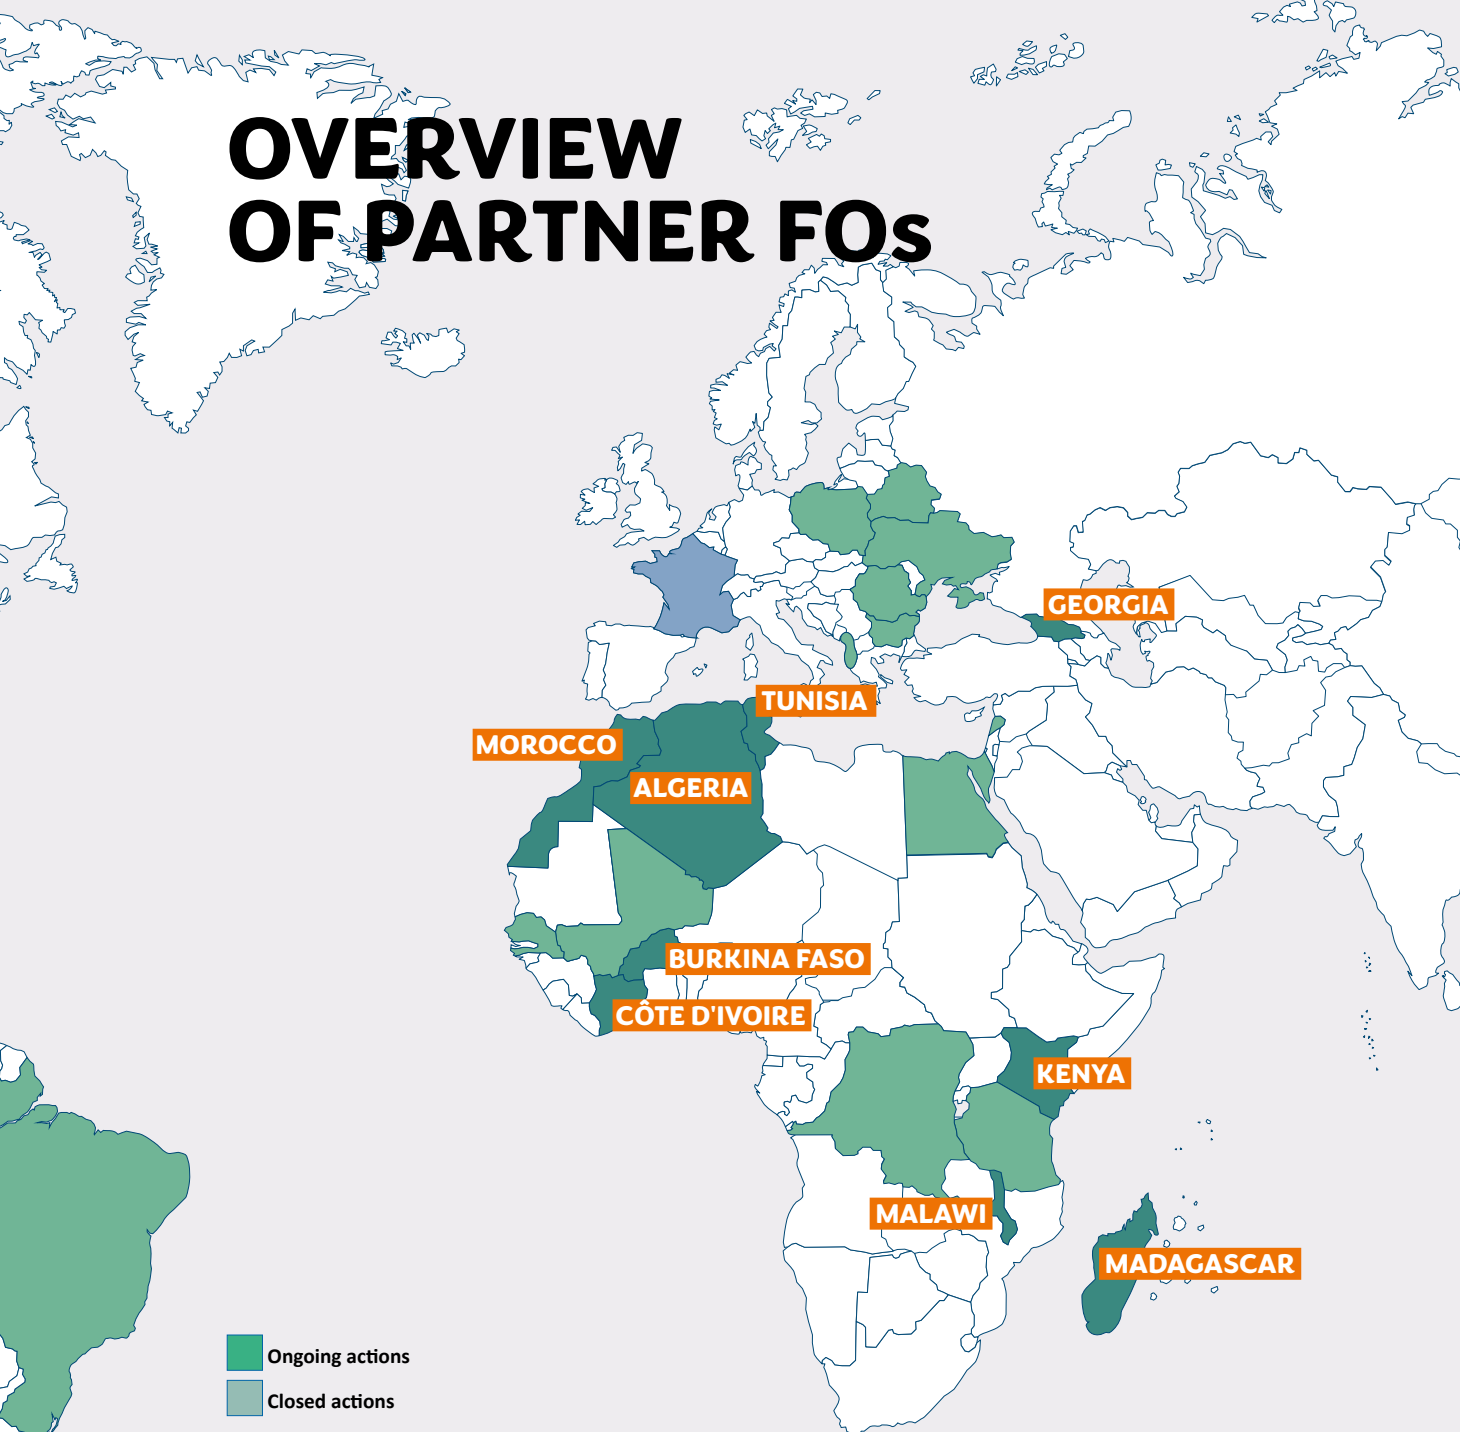 OVERVIEW
OF PARTNER FOs
GEORGIA
TUNISIA
MOROCCO
ALGERIA
BURKINA FASO
CÔTE D'IVOIRE
KENYA
MALAWI
MADAGASCAR
Ongoing actions
Closed actions